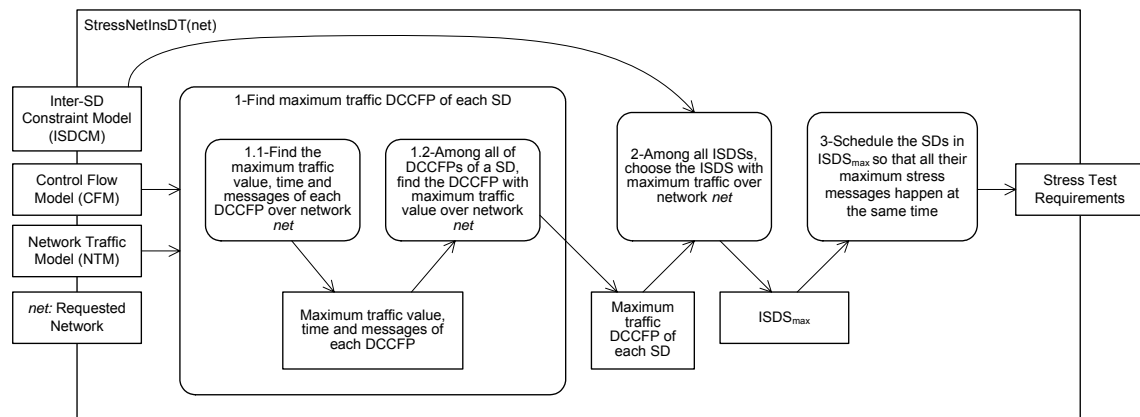 StressNetInsDT(net)
Inter-SD
Constraint Model
(ISDCM)
Control Flow
Model (CFM)
Network Traffic
Model (NTM)
net: Requested
Network
1-Find maximum traffic DCCFP of each SD
1.1-Find the
maximum traffic
value, time and
messages of each
DCCFP over network
net
1.2-Among all of
DCCFPs of a SD,
find the DCCFP with
maximum traffic
value over network
net
Maximum traffic value,
time and messages of
each DCCFP
2-Among all ISDSs,
choose the ISDS with
maximum traffic over
network net
Maximum
traffic
DCCFP of
each SD
ISDSmax
3-Schedule the SDs in
ISDSmax so that all their
maximum stress
messages happen at
the same time
Stress Test
Requirements